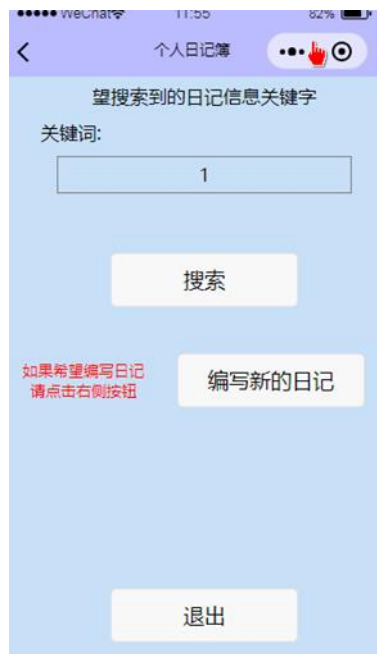 WeChat 11:55 82%
个人日记簿
望搜索到的日记信息关键字
关键词:
1
搜索
如果希望编写日记
请点击右侧按钮
编写新的日记
退出